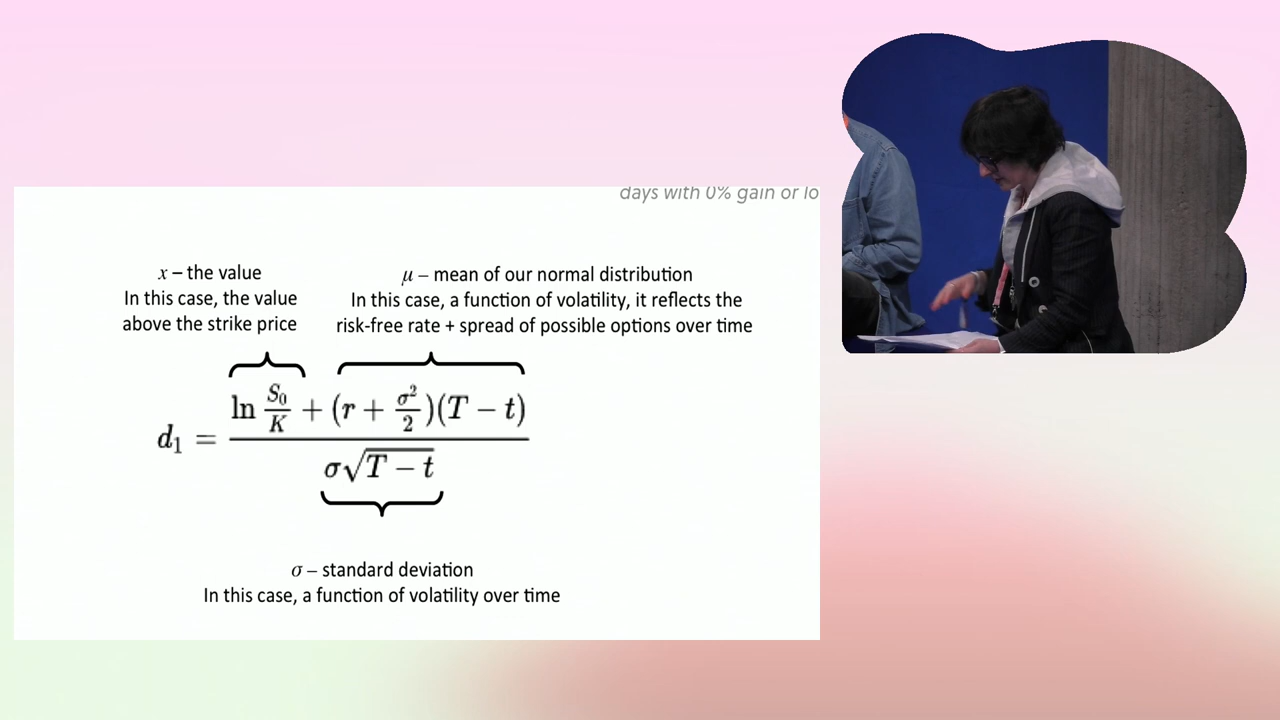 days with 0% gain or lo
x – the value
In this case, the value
above the strike price
μ – mean of our normal distribution
In this case, a function of volatility, it reflects the
risk-free rate + spread of possible options over time
d₁ = (ln S₀/K + (r + σ²/2)(T − t)) / (σ√(T − t))
σ – standard deviation
In this case, a function of volatility over time